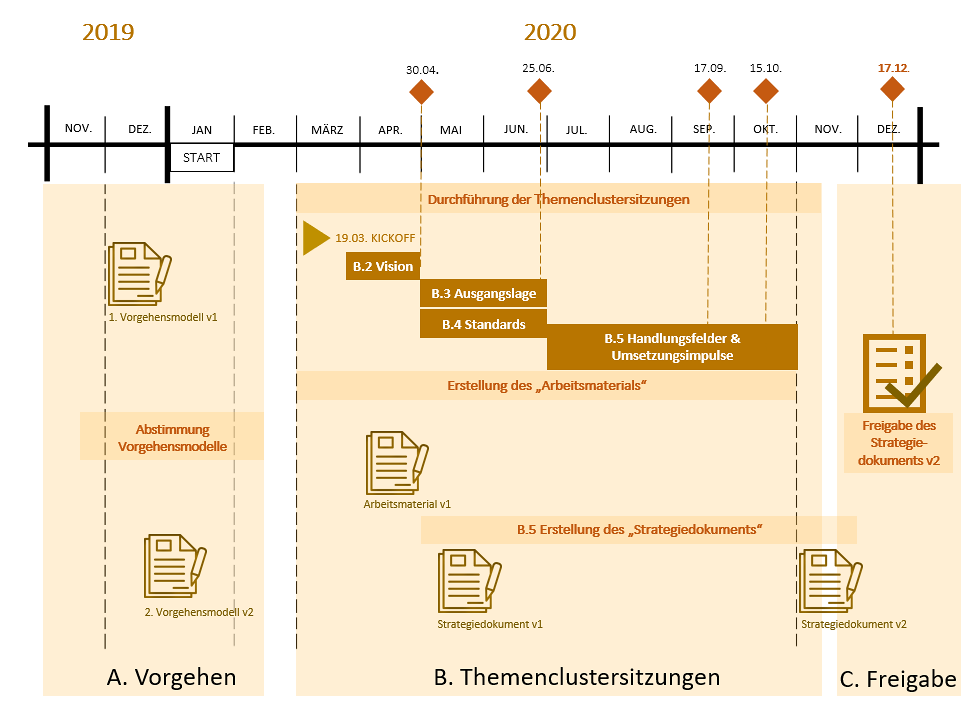 2019
2020
30.04.
25.06.
17.09.
15.10.
17.12.
NOV.
DEZ.
JAN
FEB.
MÄRZ
APR.
MAI
JUN.
JUL.
AUG.
SEP.
OKT.
NOV.
DEZ.
START
Durchführung der Themenclustersitzungen
19.03. KICKOFF
B.2 Vision
B.3 Ausgangslage
B.4 Standards
B.5 Handlungsfelder &
Umsetzungsimpulse
1. Vorgehensmodell v1
Erstellung des „Arbeitsmaterials“
Abstimmung
Vorgehensmodelle
Freigabe des
Strategie-
dokuments v2
Arbeitsmaterial v1
B.5 Erstellung des „Strategiedokuments“
2. Vorgehensmodell v2
Strategiedokument v1
Strategiedokument v2
A. Vorgehen
B. Themenclustersitzungen
C. Freigabe